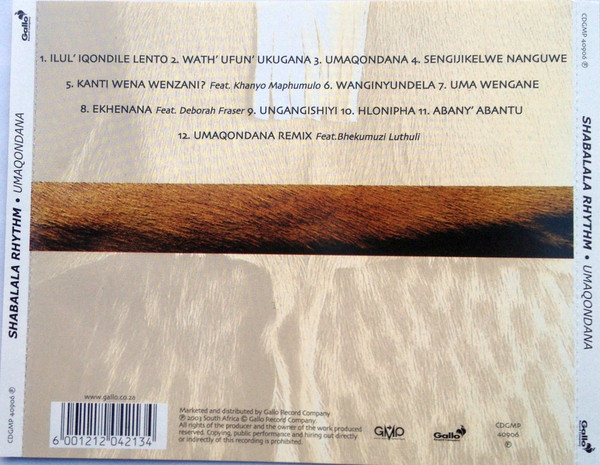 1. ILUL' IQONDILE LENTO 2. WATH' UFUN' UKUGANA 3. UMAQONDANA 4. SENGIJIKELWE NANGUWE
5. KANTI WENA WENZANI? Feat. Khanyo Maphumulo 6. WANGINYUNDELA 7. UMA WENGANE
8. EKHENANA Feat. Deborah Fraser 9. UNGANGISHIYI 10. HLONIPHA 11. ABANY' ABANTU
12. UMAQONDANA REMIX Feat.Bhekumuzi Luthuli
Gallo
SHABALALA RHYTHM • UMAQONDANA
CDGMP 40906 ℗
CDGMP 40906 ℗
SHABALALA RHYTHM • UMAQONDANA
Gallo
www.gallo.co.za
6 001212 042134
Marketed and distributed by Gallo Record Company
℗ 2003 South Africa © Gallo Record Company
All rights of the producer and the owner of the work produced
reserved. Copying, public performance and hiring out directly
or indirectly of this recording is prohibited.
GMP
Gallo
CDGMP
40906
℗